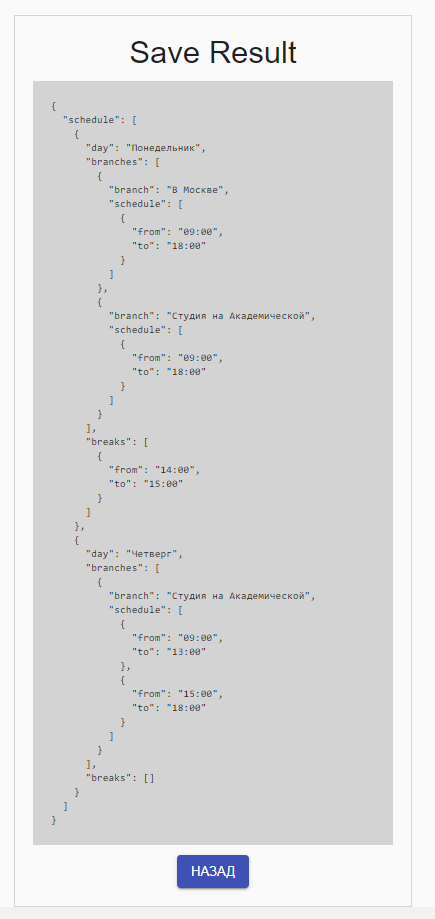 Save Result
{
  "schedule": [
    {
      "day": "Понедельник",
      "branches": [
        {
          "branch": "В Москве",
          "schedule": [
            {
              "from": "09:00",
              "to": "18:00"
            }
          ]
        },
        {
          "branch": "Студия на Академической",
          "schedule": [
            {
              "from": "09:00",
              "to": "18:00"
            }
          ]
        }
      ],
      "breaks": [
        {
          "from": "14:00",
          "to": "15:00"
        }
      ]
    },
    {
      "day": "Четверг",
      "branches": [
        {
          "branch": "Студия на Академической",
          "schedule": [
            {
              "from": "09:00",
              "to": "13:00"
            },
            {
              "from": "15:00",
              "to": "18:00"
            }
          ]
        }
      ],
      "breaks": []
    }
  ]
}
НАЗАД